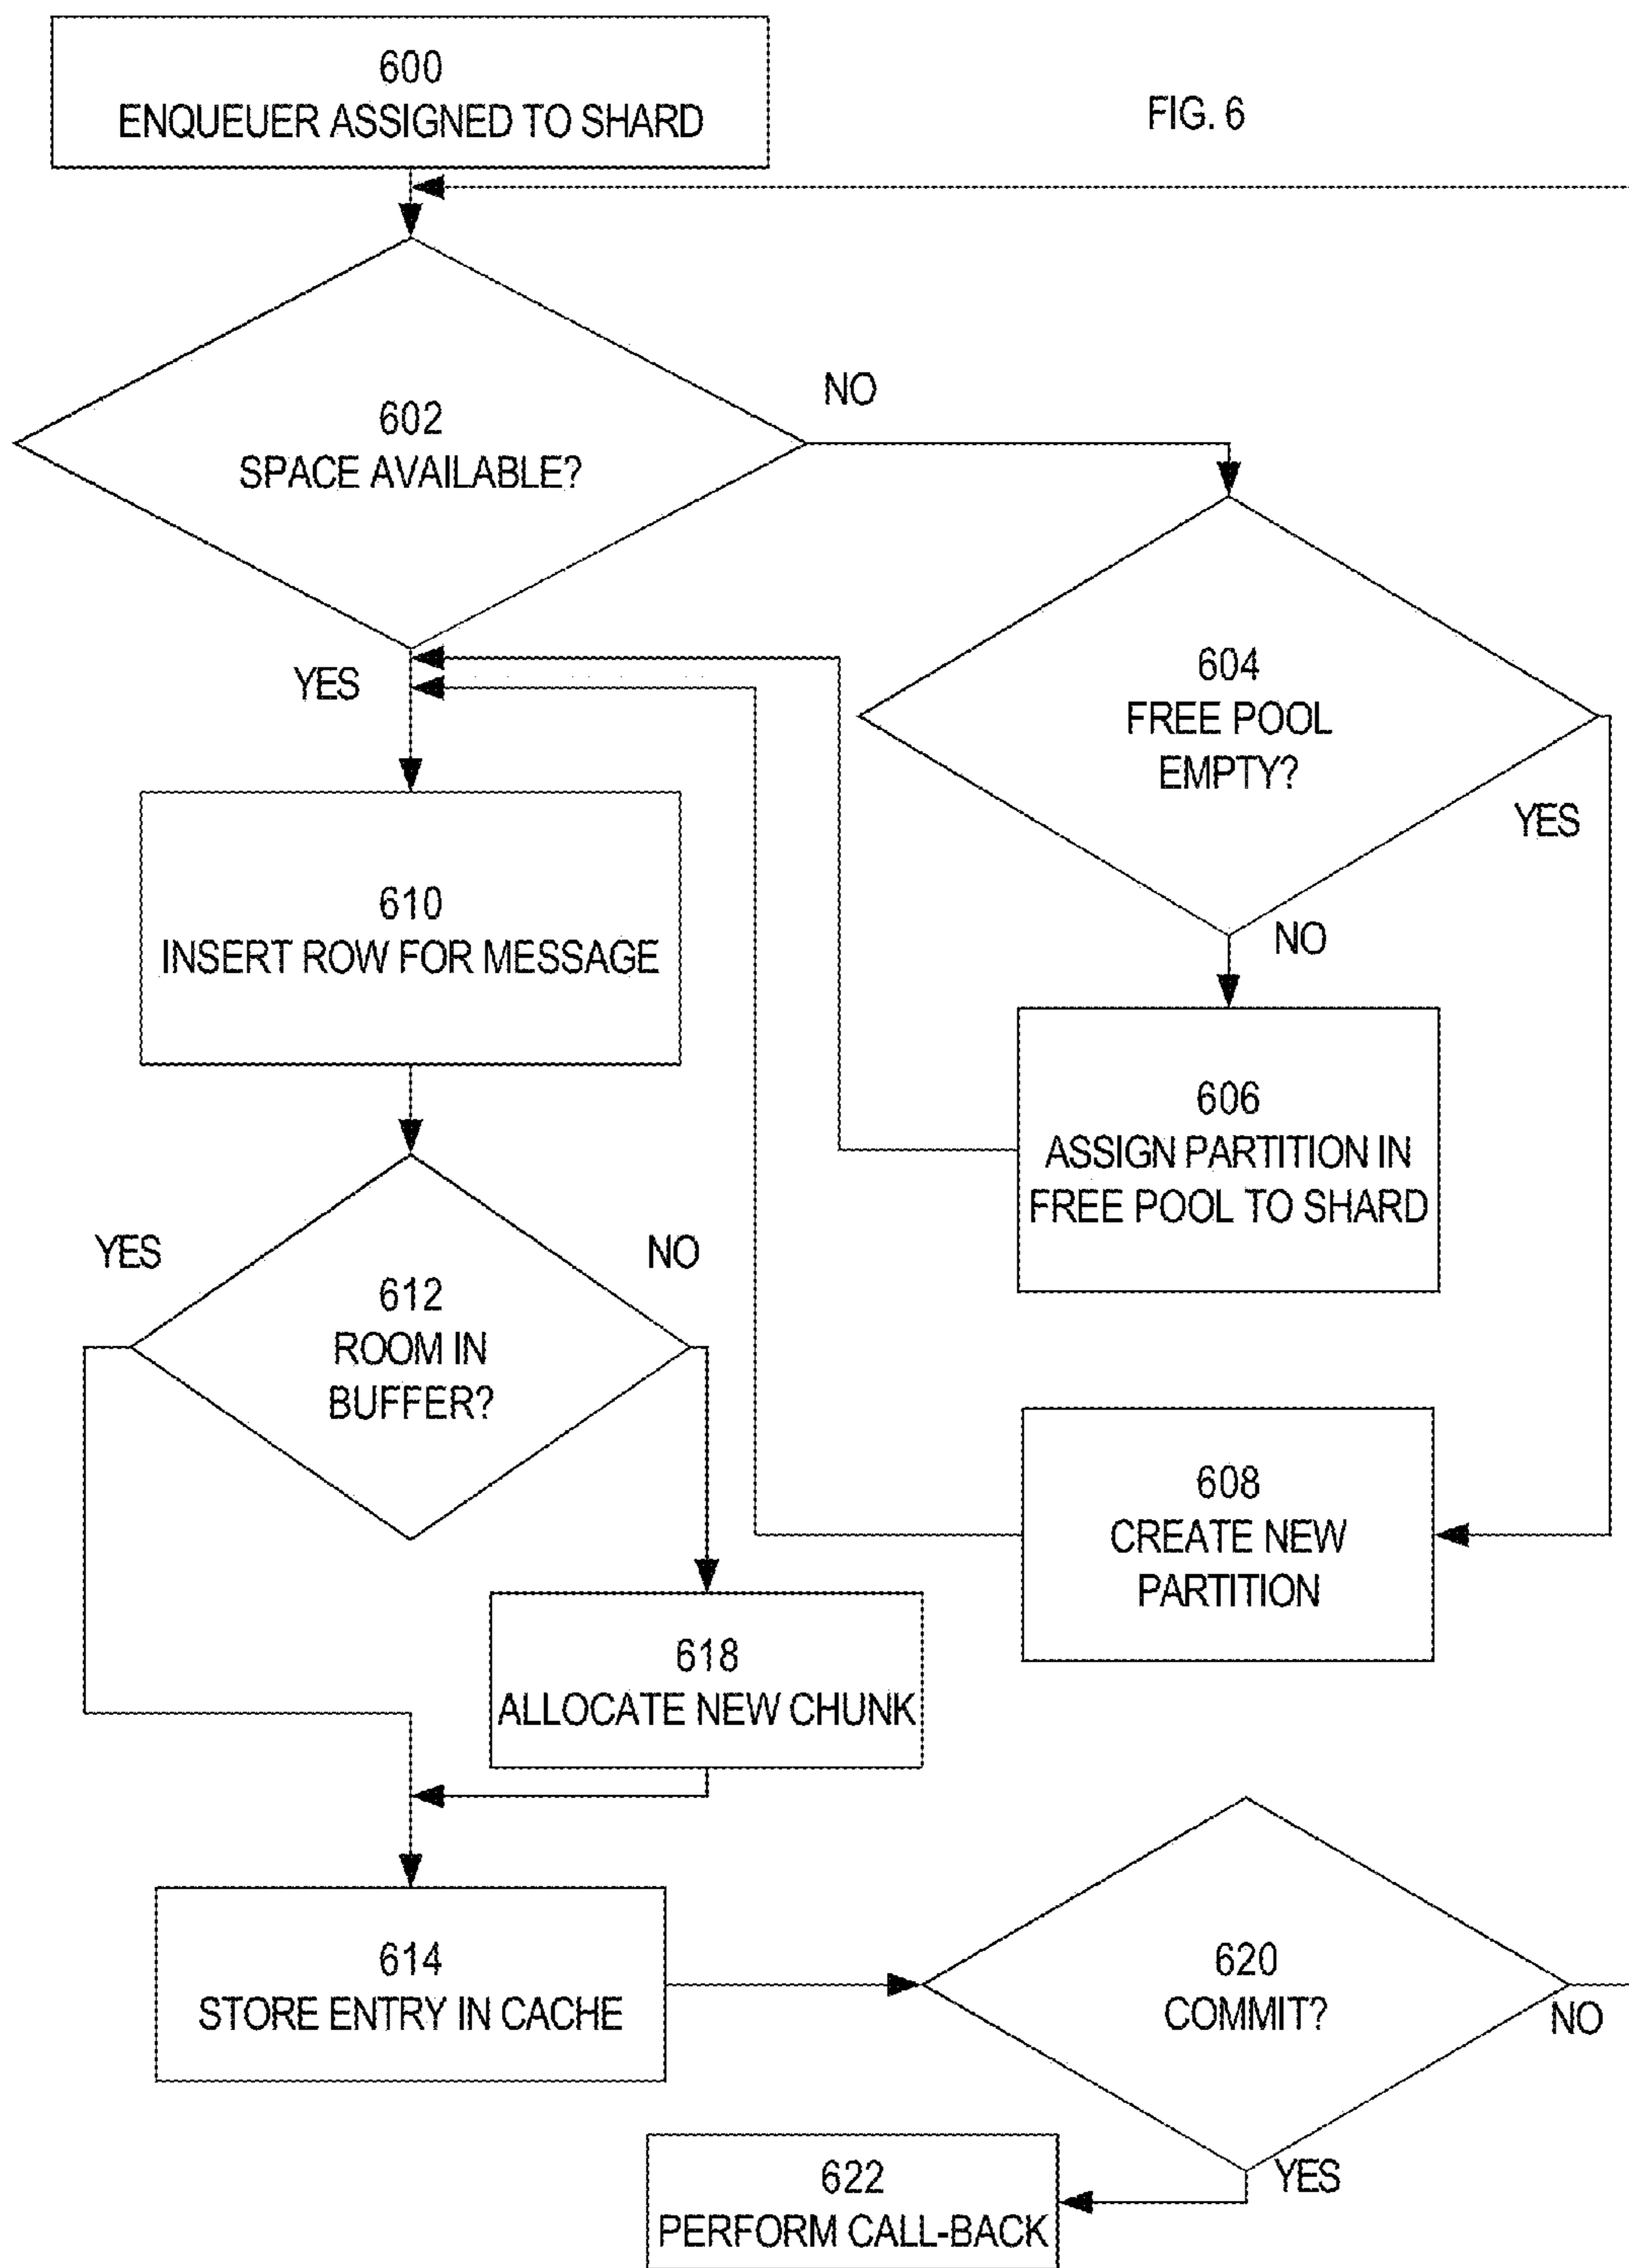 600
ENQUEUER ASSIGNED TO SHARD
FIG. 6
602
SPACE AVAILABLE?
NO
YES
604
FREE POOL
EMPTY?
YES
NO
610
INSERT ROW FOR MESSAGE
606
ASSIGN PARTITION IN
FREE POOL TO SHARD
YES
NO
612
ROOM IN
BUFFER?
608
CREATE NEW
PARTITION
618
ALLOCATE NEW CHUNK
614
STORE ENTRY IN CACHE
620
COMMIT?
NO
YES
622
PERFORM CALL-BACK